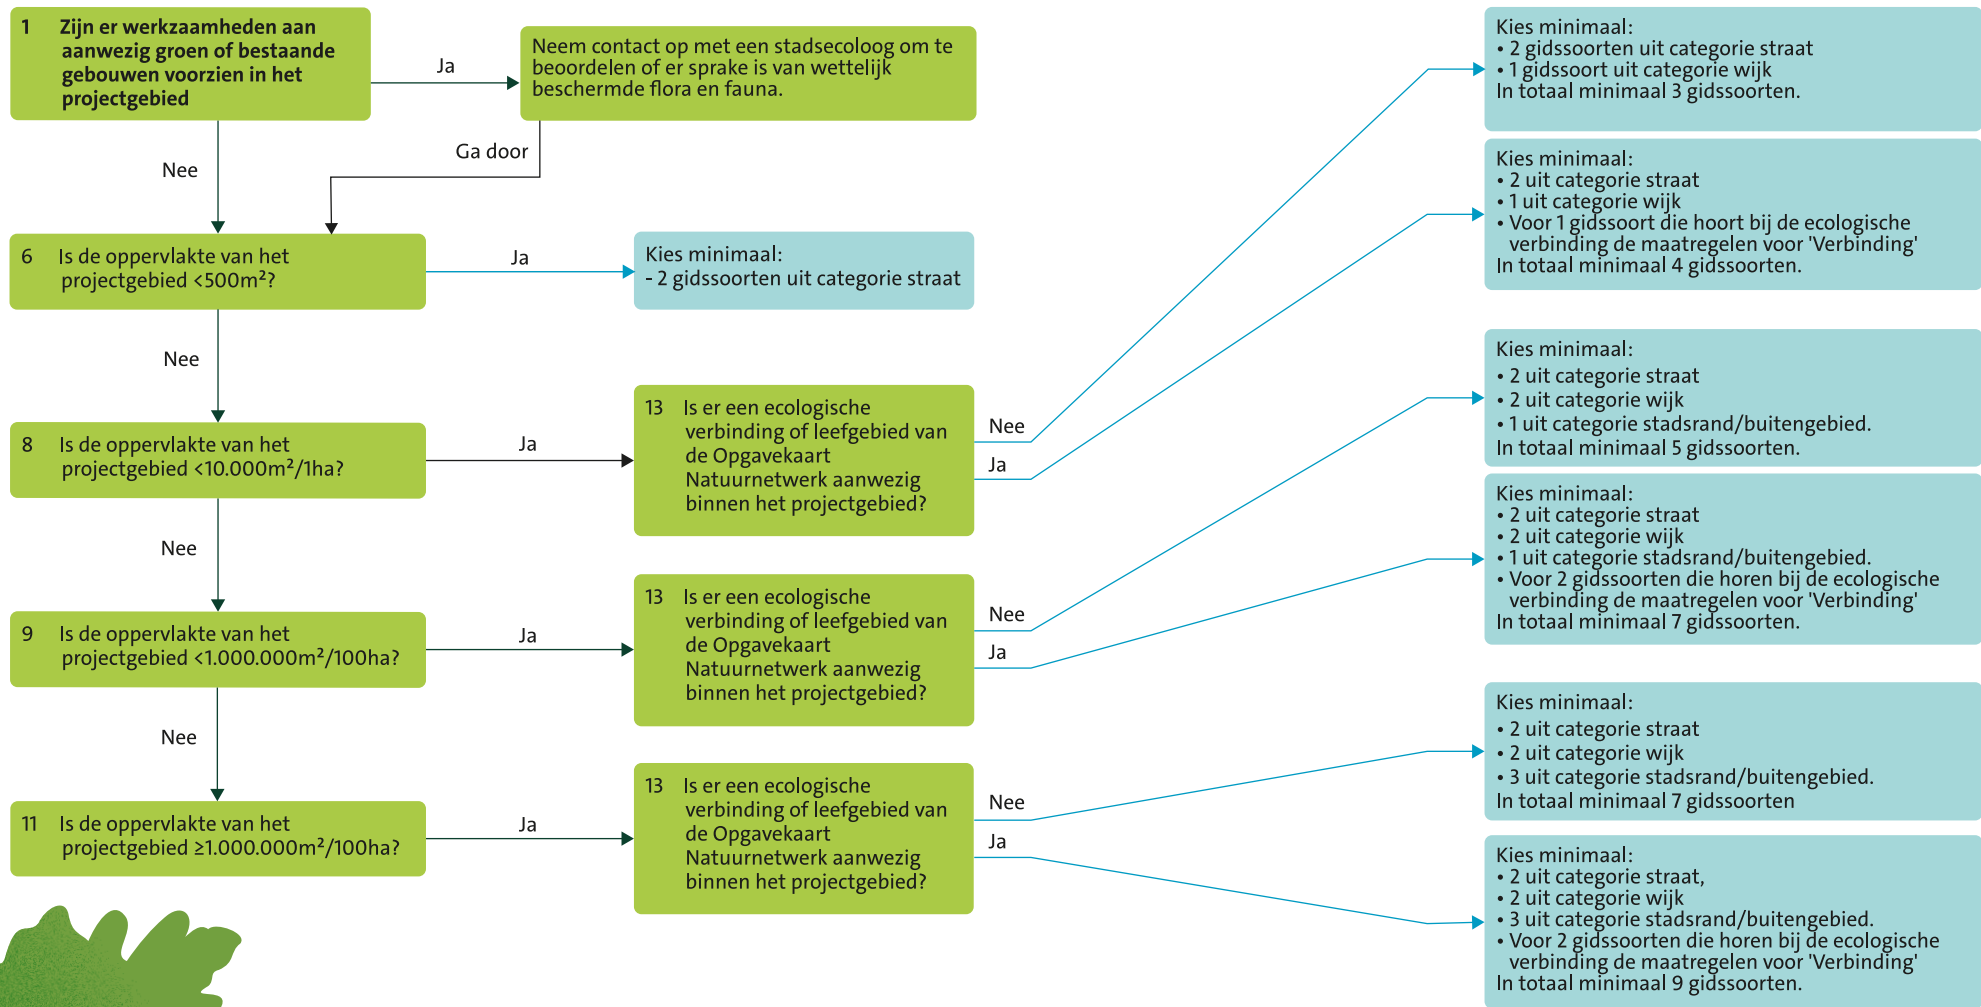 1 Zijn er werkzaamheden aan
aanwezig groen of bestaande
gebouwen voorzien in het
projectgebied
Ja
Neem contact op met een stadsecoloog om te
beoordelen of er sprake is van wettelijk
beschermde flora en fauna.
Nee
Ga door
6 Is de oppervlakte van het
projectgebied <500m²?
Ja
Kies minimaal:
- 2 gidssoorten uit categorie straat
Nee
8 Is de oppervlakte van het
projectgebied <10.000m²/1ha?
Ja
13 Is er een ecologische
verbinding of leefgebied van
de Opgavekaart
Natuurnetwerk aanwezig
binnen het projectgebied?
Nee
Ja
Nee
9 Is de oppervlakte van het
projectgebied <1.000.000m²/100ha?
Ja
13 Is er een ecologische
verbinding of leefgebied van
de Opgavekaart
Natuurnetwerk aanwezig
binnen het projectgebied?
Nee
Ja
Nee
11 Is de oppervlakte van het
projectgebied ≥1.000.000m²/100ha?
Ja
13 Is er een ecologische
verbinding of leefgebied van
de Opgavekaart
Natuurnetwerk aanwezig
binnen het projectgebied?
Nee
Ja
Kies minimaal:
• 2 gidssoorten uit categorie straat
• 1 gidssoort uit categorie wijk
In totaal minimaal 3 gidssoorten.
Kies minimaal:
• 2 uit categorie straat
• 1 uit categorie wijk
• Voor 1 gidssoort die hoort bij de ecologische
verbinding de maatregelen voor 'Verbinding'
In totaal minimaal 4 gidssoorten.
Kies minimaal:
• 2 uit categorie straat
• 2 uit categorie wijk
• 1 uit categorie stadsrand/buitengebied.
In totaal minimaal 5 gidssoorten.
Kies minimaal:
• 2 uit categorie straat
• 2 uit categorie wijk
• 1 uit categorie stadsrand/buitengebied.
• Voor 2 gidssoorten die horen bij de ecologische
verbinding de maatregelen voor 'Verbinding'
In totaal minimaal 7 gidssoorten.
Kies minimaal:
• 2 uit categorie straat
• 2 uit categorie wijk
• 3 uit categorie stadsrand/buitengebied.
In totaal minimaal 7 gidssoorten
Kies minimaal:
• 2 uit categorie straat,
• 2 uit categorie wijk
• 3 uit categorie stadsrand/buitengebied.
• Voor 2 gidssoorten die horen bij de ecologische
verbinding de maatregelen voor 'Verbinding'
In totaal minimaal 9 gidssoorten.